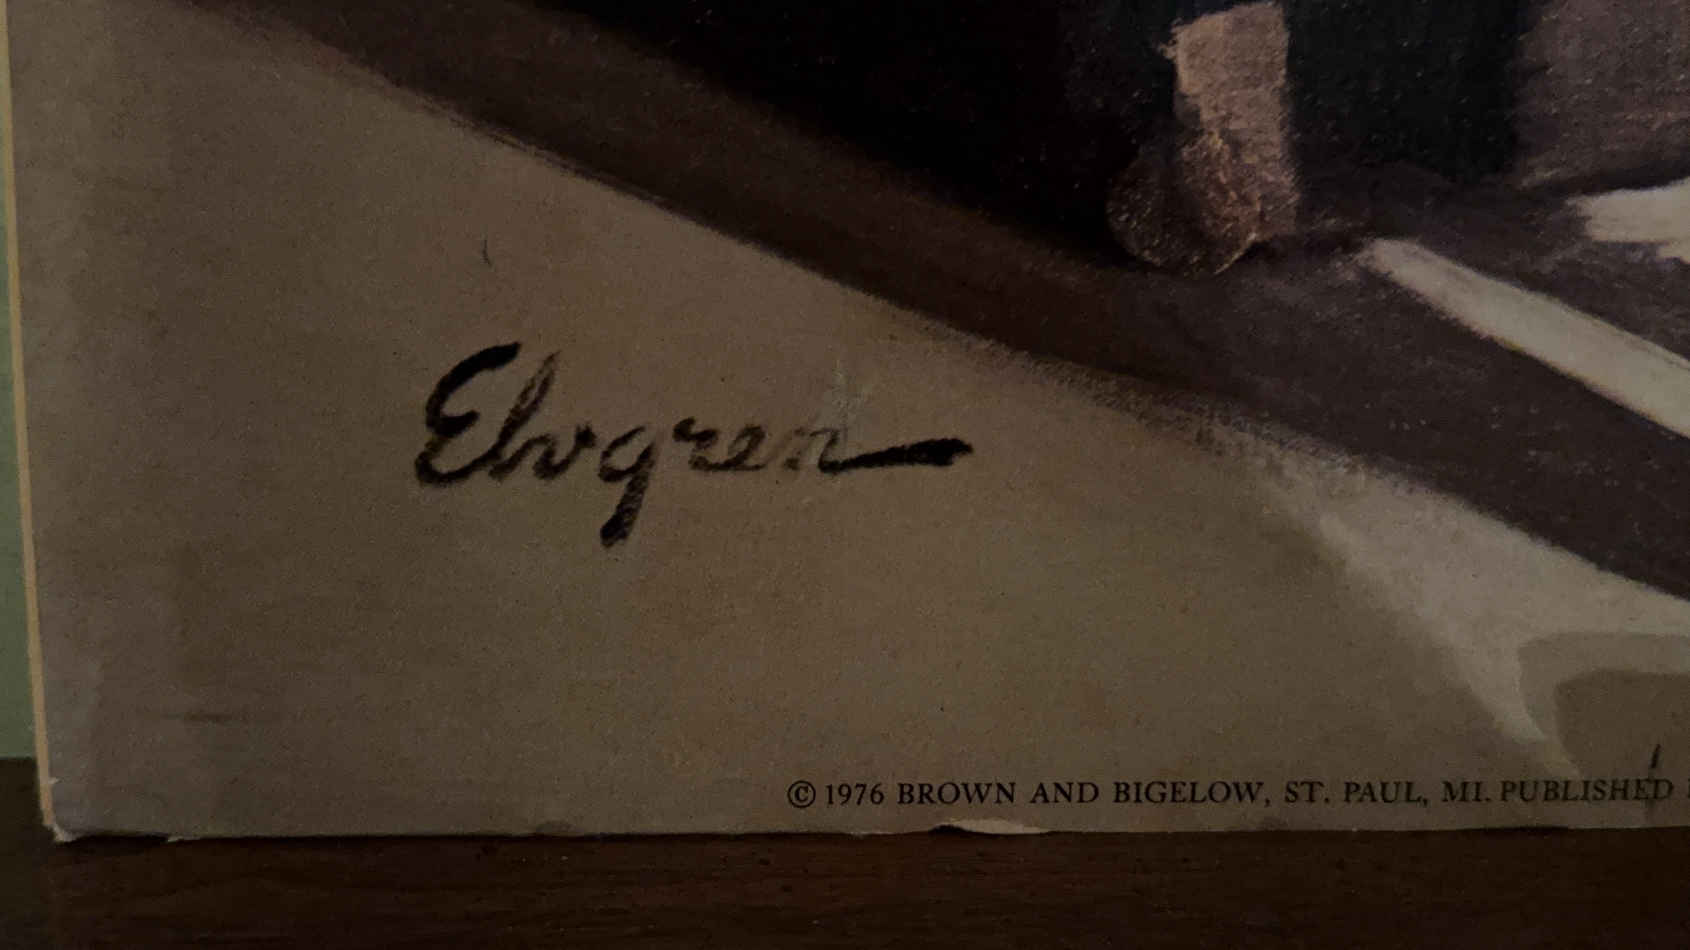 Elvgren
© 1976 BROWN AND BIGELOW, ST. PAUL, MI. PUBLISHED